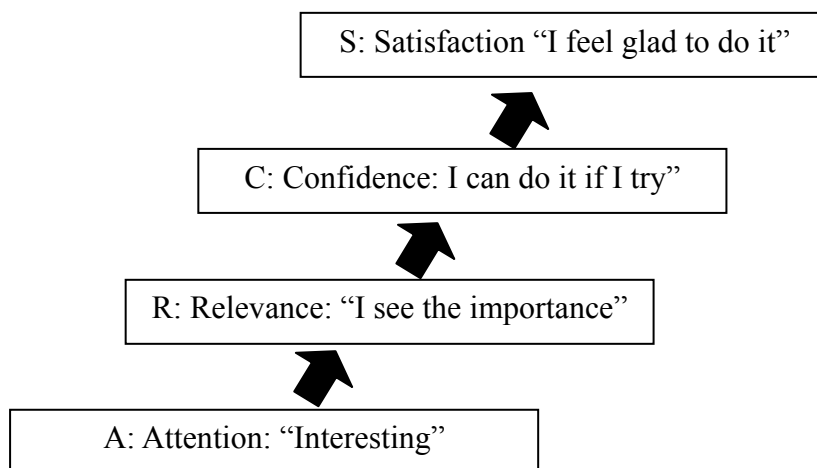 S: Satisfaction “I feel glad to do it”
C: Confidence: I can do it if I try”
R: Relevance: “I see the importance”
A: Attention: “Interesting”